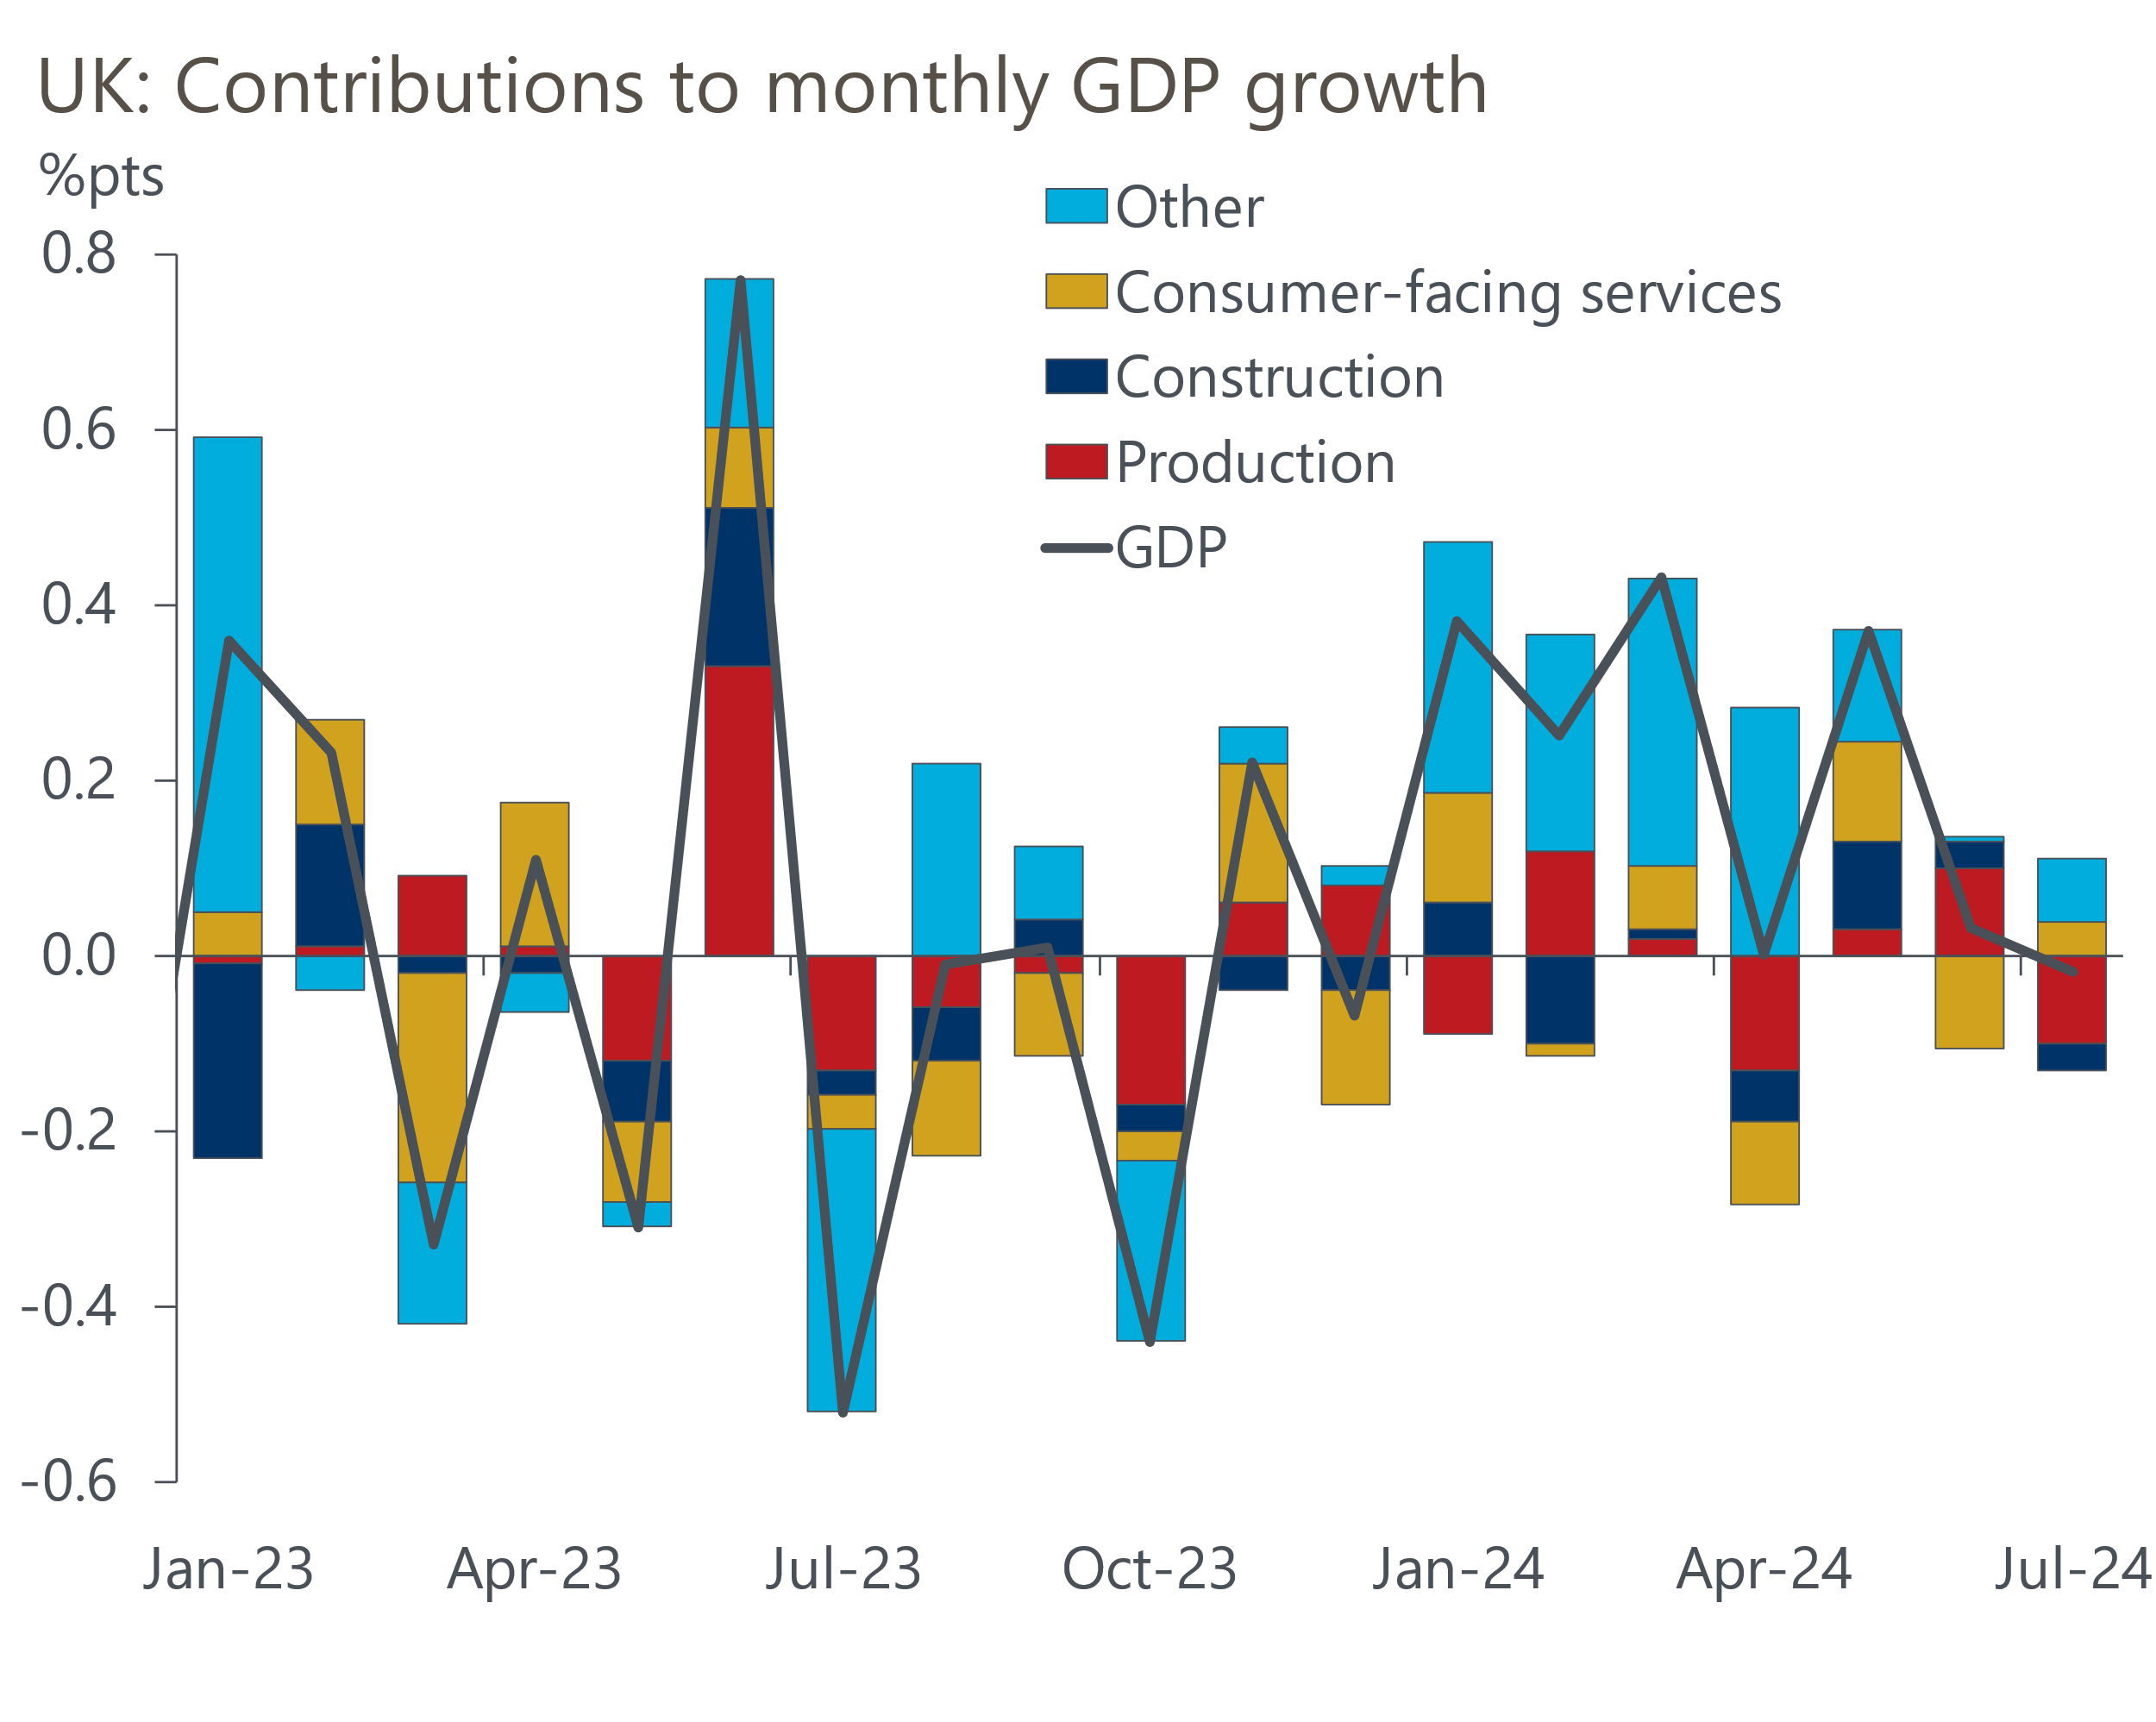 UK: Contributions to monthly GDP growth
%pts
Other
Consumer-facing services
Construction
Production
GDP
0.8
0.6
0.4
0.2
0.0
-0.2
-0.4
-0.6
Jan-23 Apr-23 Jul-23 Oct-23 Jan-24 Apr-24 Jul-24